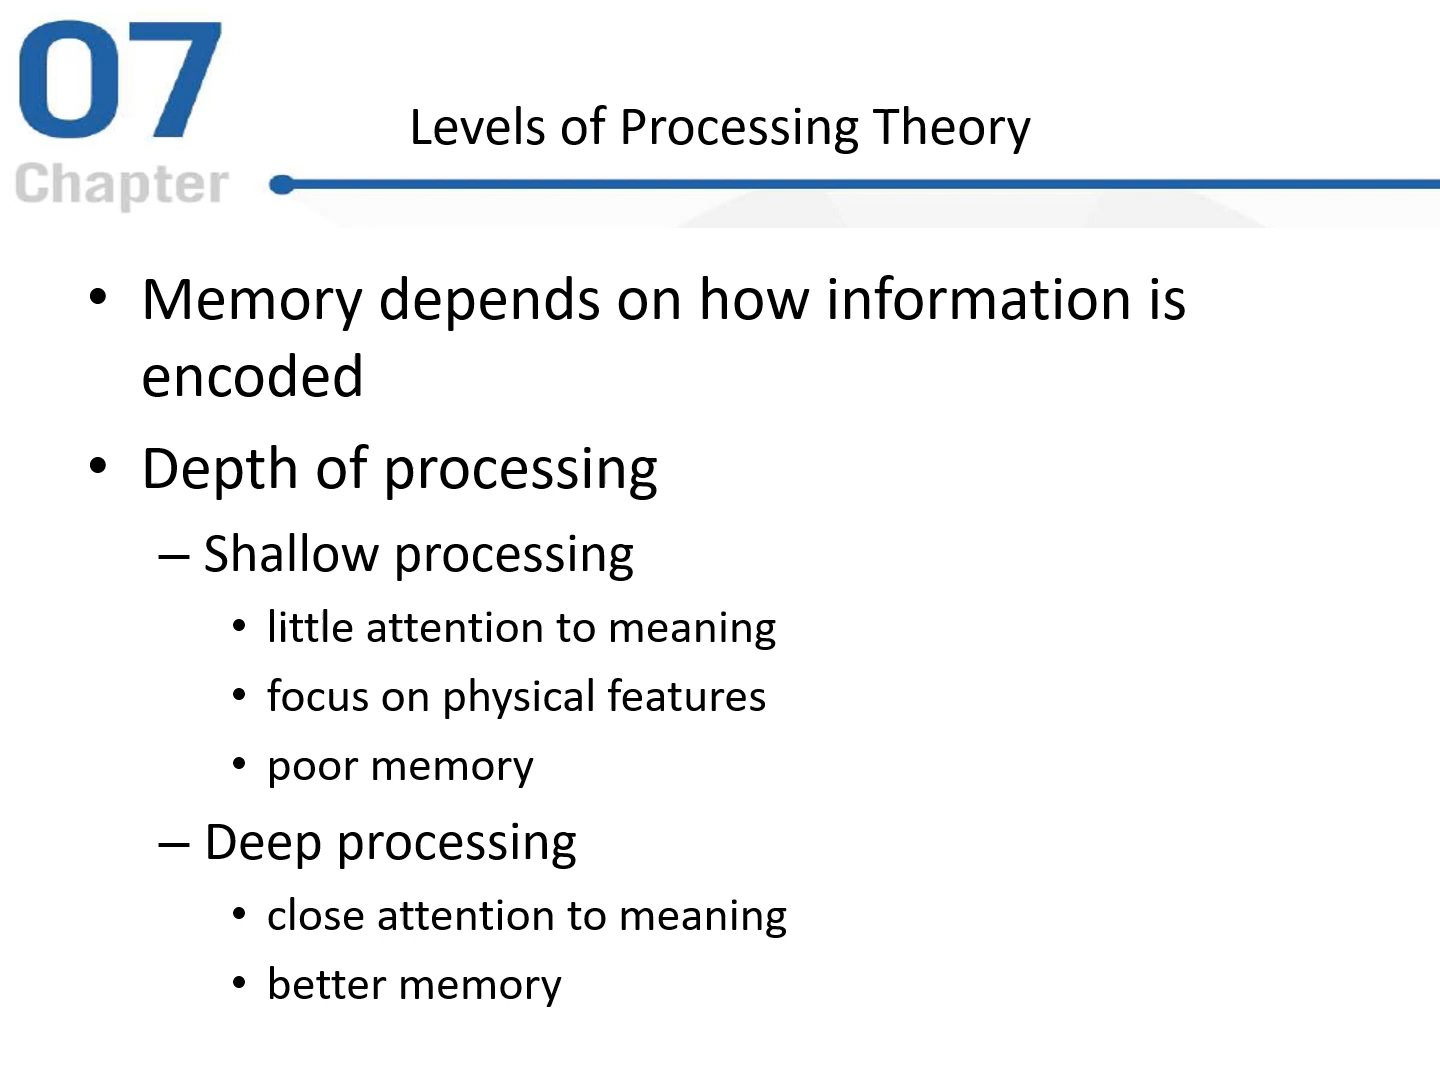 07
Chapter
Levels of Processing Theory
• Memory depends on how information is
encoded
• Depth of processing
– Shallow processing
• little attention to meaning
• focus on physical features
• poor memory
– Deep processing
• close attention to meaning
• better memory